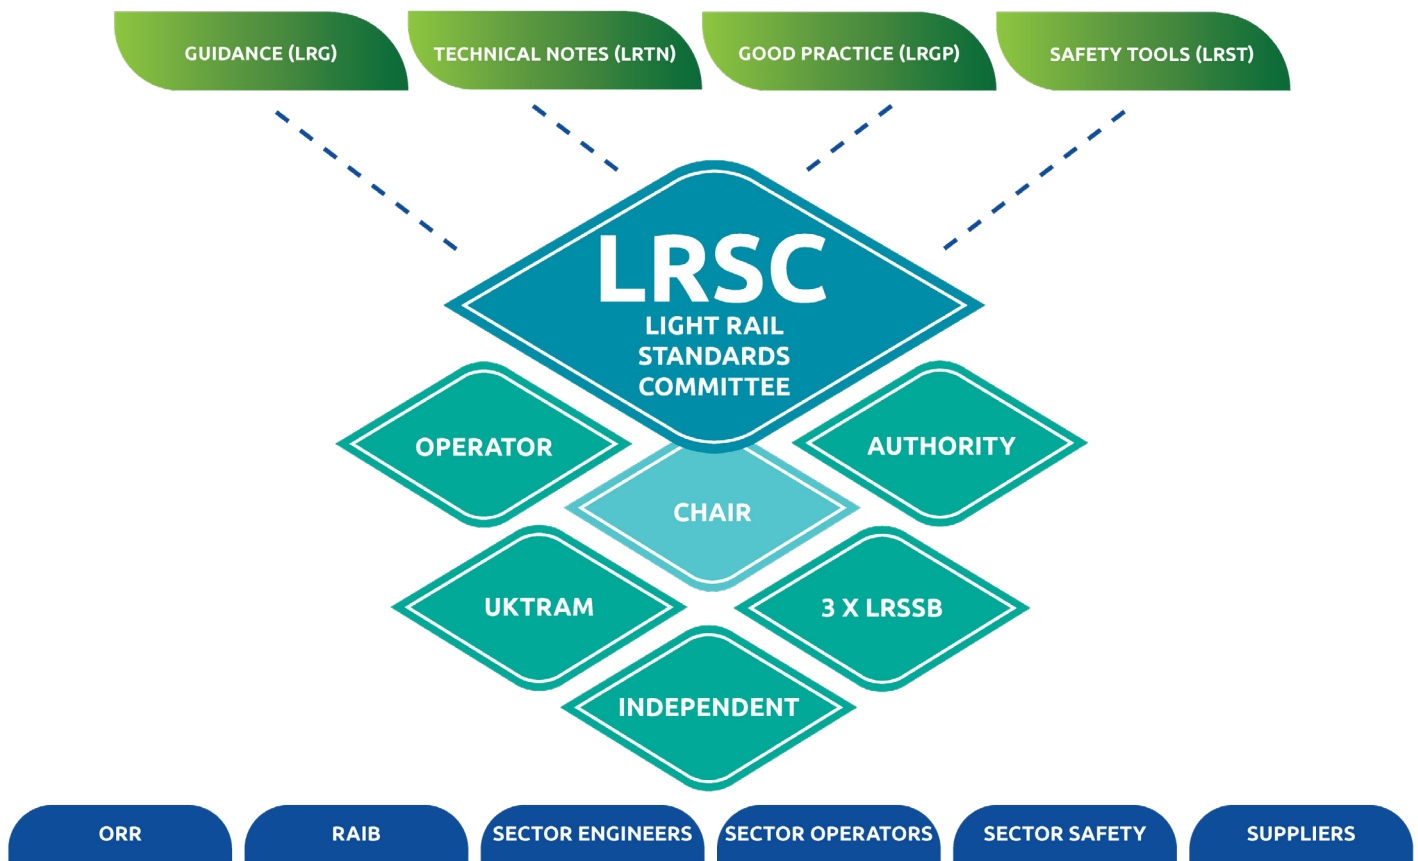 GUIDANCE (LRG)
TECHNICAL NOTES (LRTN)
GOOD PRACTICE (LRGP)
SAFETY TOOLS (LRST)
LRSC
LIGHT RAIL
STANDARDS
COMMITTEE
OPERATOR
AUTHORITY
CHAIR
UKTRAM
3 X LRSSB
INDEPENDENT
ORR
RAIB
SECTOR ENGINEERS
SECTOR OPERATORS
SECTOR SAFETY
SUPPLIERS